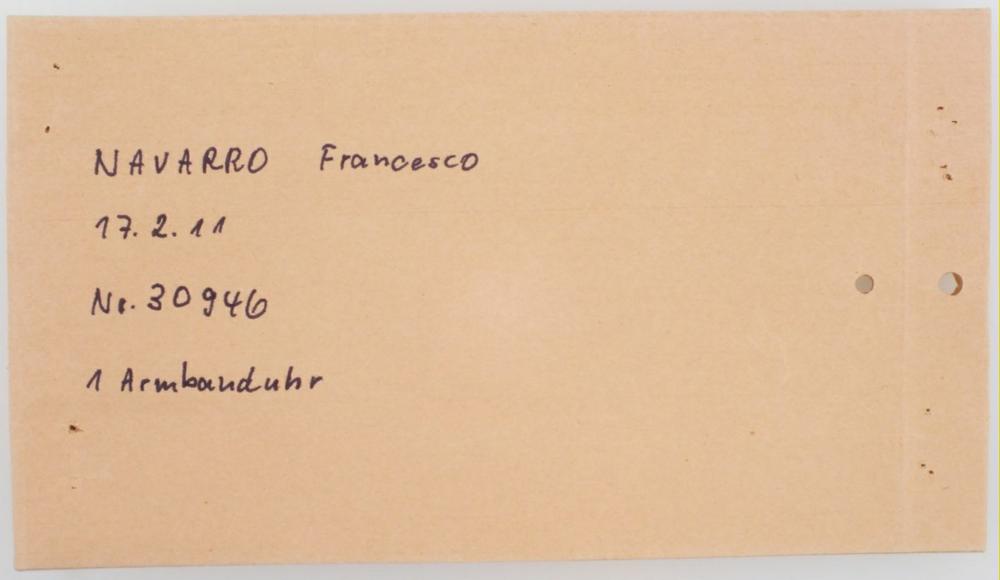 NAVARRO Francesco
17.2.11
Nr. 30946
1 Armbanduhr